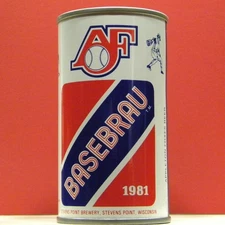 AF
BASEBRAU
1981
POINT BREWERY, STEVENS POINT, WISCONSIN